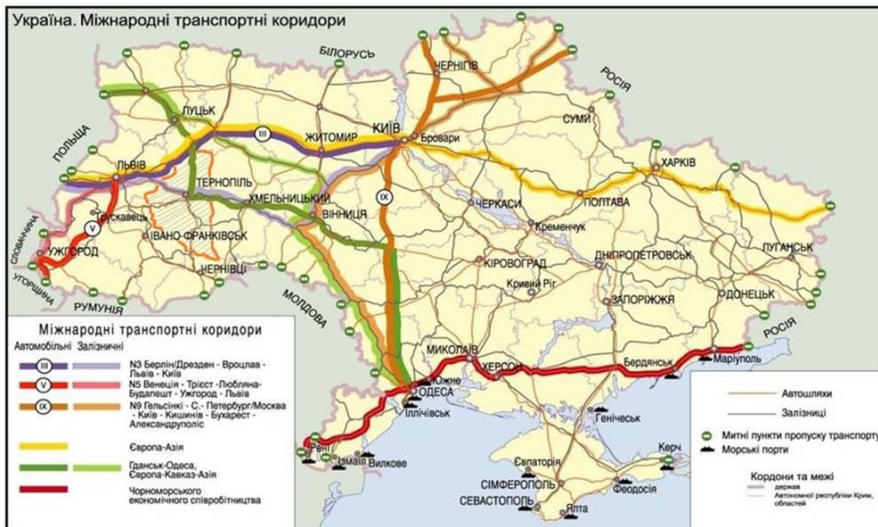 Україна. Міжнародні транспортні коридори
БІЛОРУСЬ
РОСІЯ
ЧЕРНІГІВ
ЛУЦЬК
СУМИ
ПОЛЬЩА
III
ЖИТОМИР
КИЇВ
Бровари
ЛЬВІВ
ХАРКІВ
ТЕРНОПІЛЬ
ХМЕЛЬНИЦЬКИЙ
ВІННИЦЯ
IX
ЧЕРКАСИ
ПОЛТАВА
Трускавець
СЛОВАЧЧИНА
V
ІВАНО-ФРАНКІВСЬК
Кременчук
УЖГОРОД
ЛУГАНСЬК
УГОРЩИНА
ЧЕРНІВЦІ
КІРОВОГРАД
ДНІПРОПЕТРОВСЬК
РУМУНІЯ
МОЛДОВА
Кривий Ріг
ЗАПОРІЖЖЯ
ДОНЕЦЬК
РОСІЯ
МИКОЛАЇВ
ХЕРСОН
Бердянськ
Маріуполь
Южне
ОДЕСА
Іллічівськ
Генічеськ
Рені
Ізмаїл
Вилкове
Євпаторія
Керч
СІМФЕРОПОЛЬ
Феодосія
СЕВАСТОПОЛЬ
Ялта
Міжнародні транспортні коридори
Автомобільні Залізничні
III N3 Берлін/Дрезден - Вроцлав -
Львів - Київ
V N5 Венеція - Трієст -Любляна-
Будапешт - Ужгород - Львів
IX N9 Гельсінкі - С.- Петербург/Москва
- Київ - Кишинів - Бухарест -
Александруполіс
Європа-Азія
Гданськ-Одеса,
Європа-Кавказ-Азія
Чорноморського
економічного співробітництва
Автошляхи
Залізниці
Митні пункти пропуску транспорту
Морські порти
Кордони та межі
держав
Автономної республіки Крим,
областей